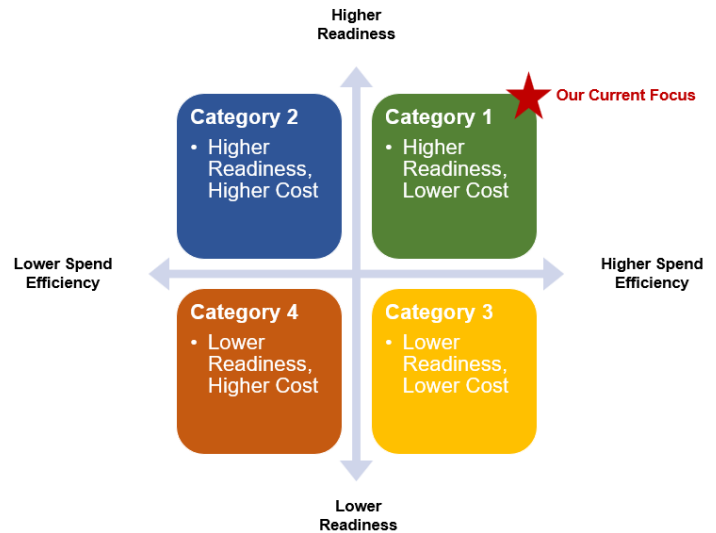 Higher
Readiness
Our Current Focus
Category 2
• Higher
Readiness,
Higher Cost
Category 1
• Higher
Readiness,
Lower Cost
Lower Spend
Efficiency
Higher Spend
Efficiency
Category 4
• Lower
Readiness,
Higher Cost
Category 3
• Lower
Readiness,
Lower Cost
Lower
Readiness